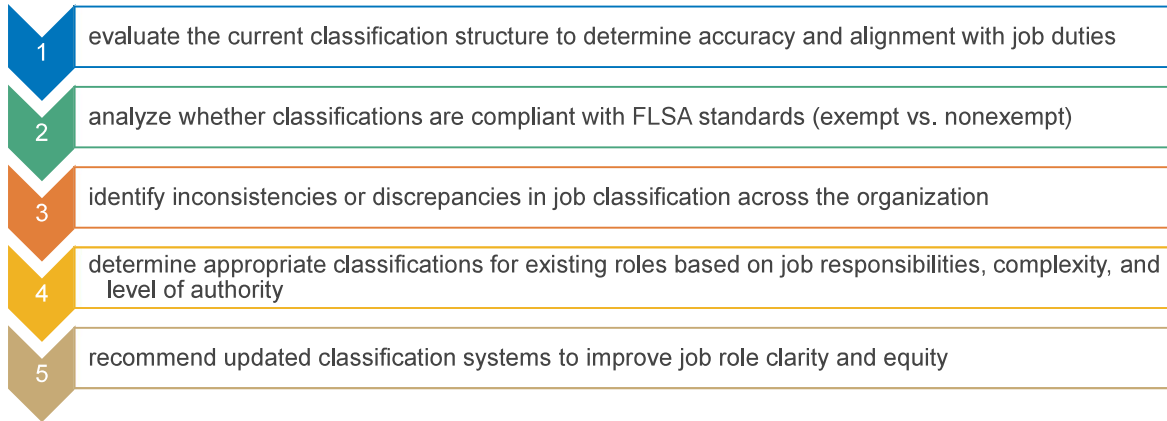 1
evaluate the current classification structure to determine accuracy and alignment with job duties
2
analyze whether classifications are compliant with FLSA standards (exempt vs. nonexempt)
3
identify inconsistencies or discrepancies in job classification across the organization
4
determine appropriate classifications for existing roles based on job responsibilities, complexity, and
level of authority
5
recommend updated classification systems to improve job role clarity and equity